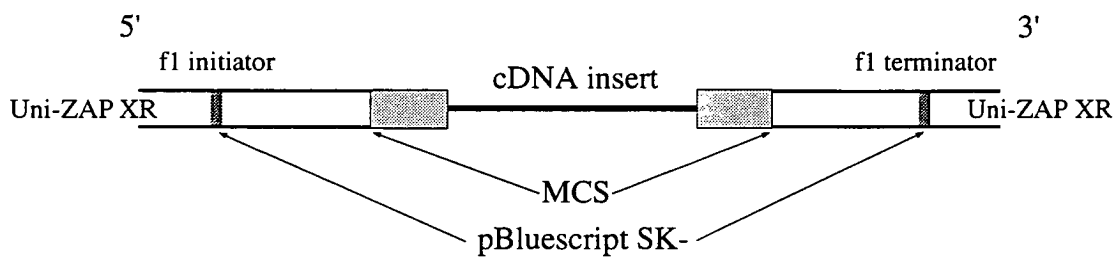 5' 3'
f1 initiator cDNA insert f1 terminator
Uni-ZAP XR Uni-ZAP XR
MCS
pBluescript SK-